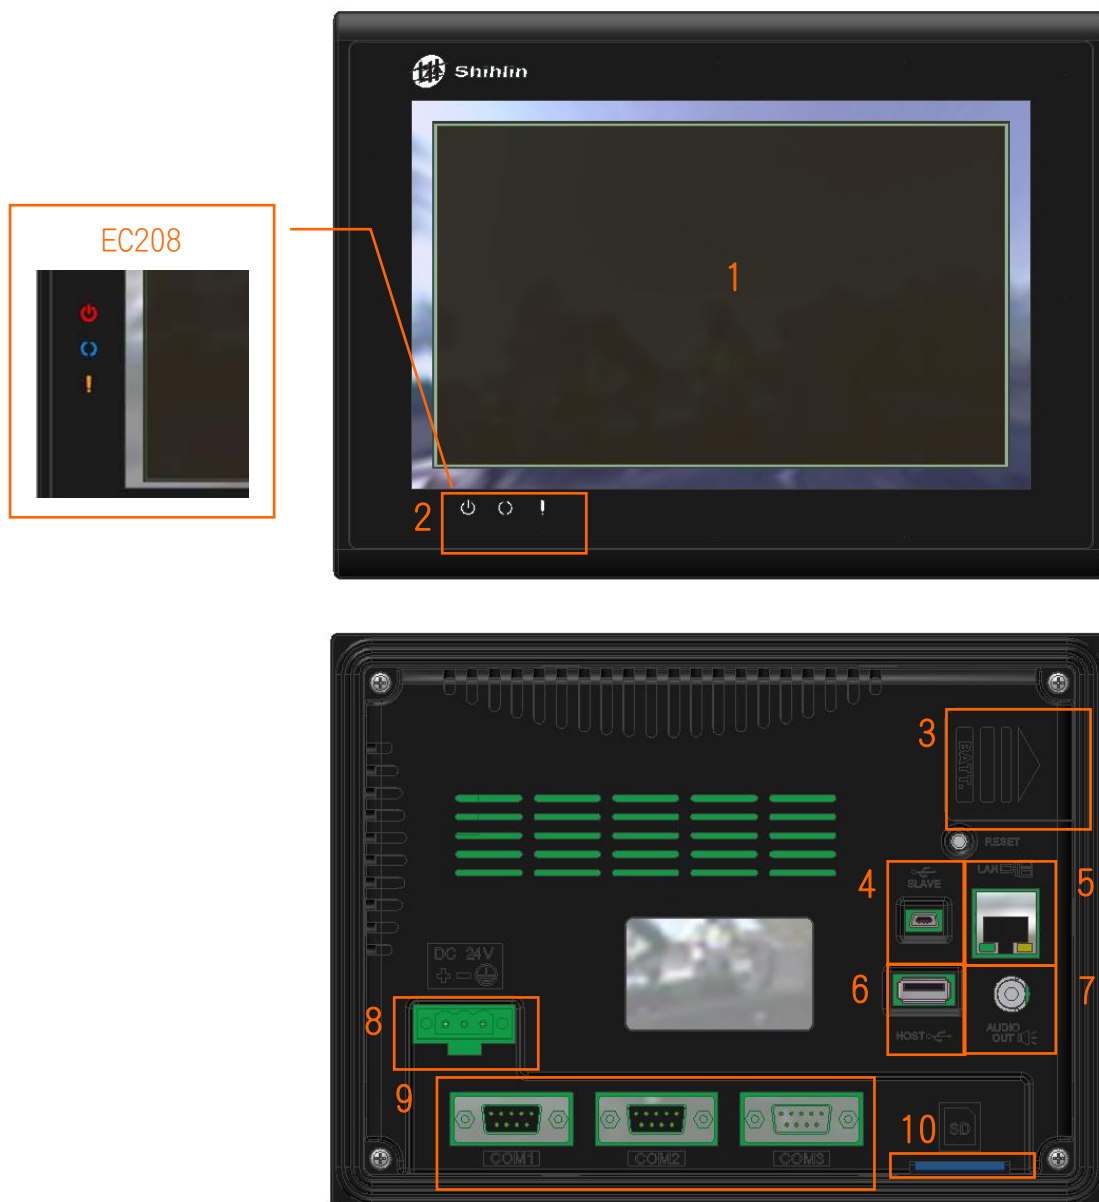 Shihlin
EC208
1
2
3
BATT.
RESET
4
SLAVE
LAN
5
DC 24V
+ -
6
HOST
7
AUDIO
OUT
8
9
COM1
COM2
COM3
10
SD